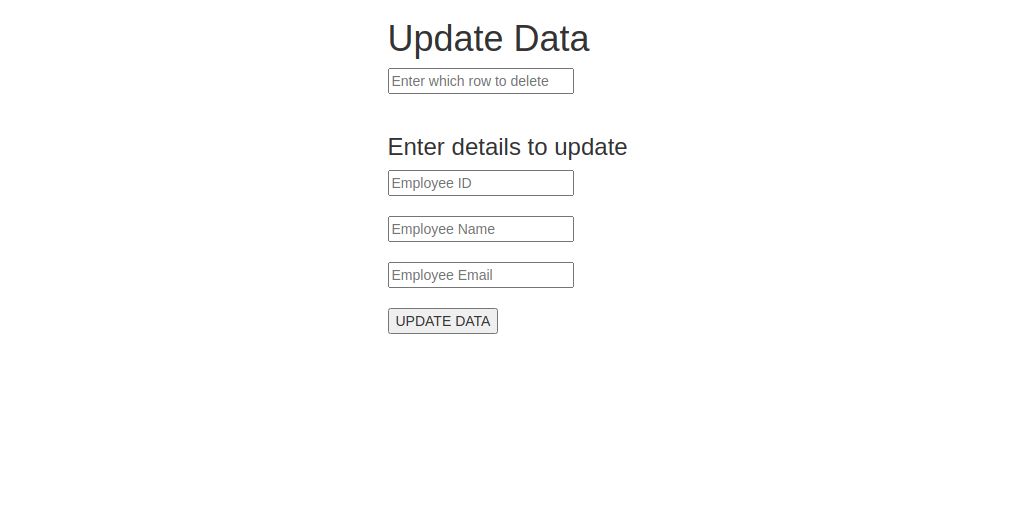 Update Data
Enter which row to delete
Enter details to update
Employee ID
Employee Name
Employee Email
UPDATE DATA